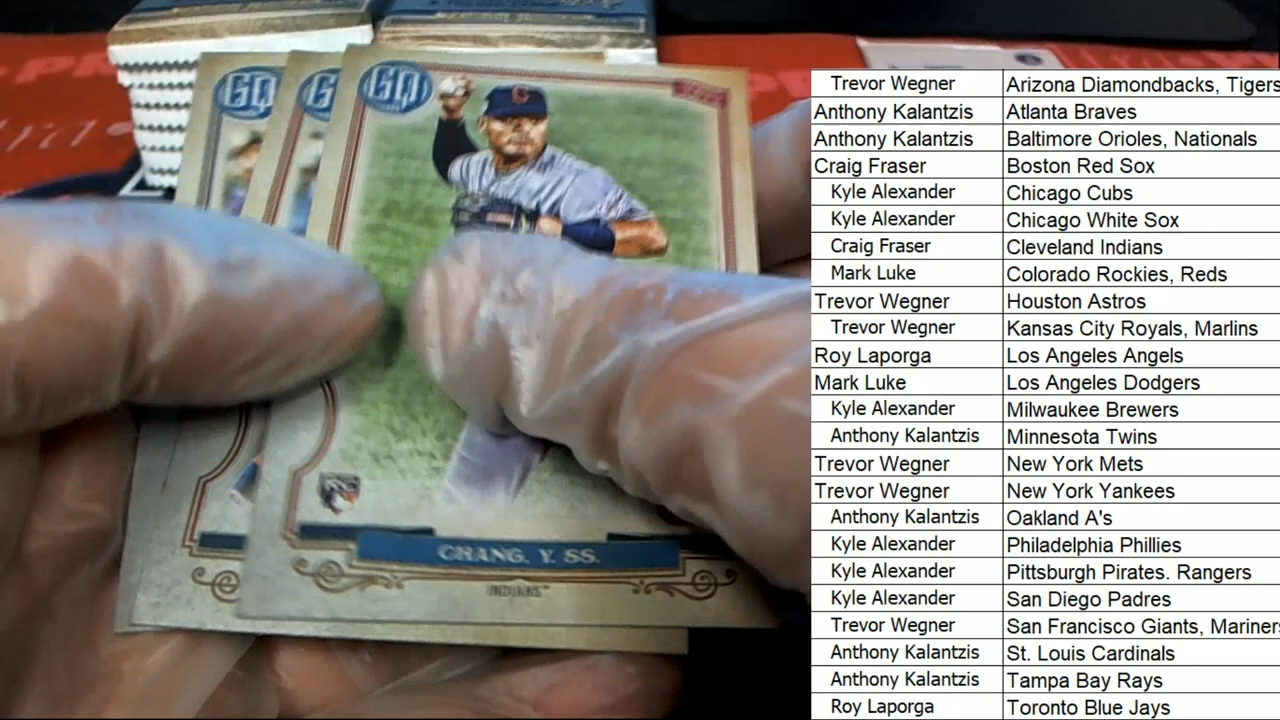 GQ
GQ
GQ
C
RC
CHANG, Y. SS.
INDIANS™
Trevor Wegner Arizona Diamondbacks, Tigers
Anthony Kalantzis Atlanta Braves
Anthony Kalantzis Baltimore Orioles, Nationals
Craig Fraser Boston Red Sox
Kyle Alexander Chicago Cubs
Kyle Alexander Chicago White Sox
Craig Fraser Cleveland Indians
Mark Luke Colorado Rockies, Reds
Trevor Wegner Houston Astros
Trevor Wegner Kansas City Royals, Marlins
Roy Laporga Los Angeles Angels
Mark Luke Los Angeles Dodgers
Kyle Alexander Milwaukee Brewers
Anthony Kalantzis Minnesota Twins
Trevor Wegner New York Mets
Trevor Wegner New York Yankees
Anthony Kalantzis Oakland A's
Kyle Alexander Philadelphia Phillies
Kyle Alexander Pittsburgh Pirates. Rangers
Kyle Alexander San Diego Padres
Trevor Wegner San Francisco Giants, Mariners
Anthony Kalantzis St. Louis Cardinals
Anthony Kalantzis Tampa Bay Rays
Roy Laporga Toronto Blue Jays